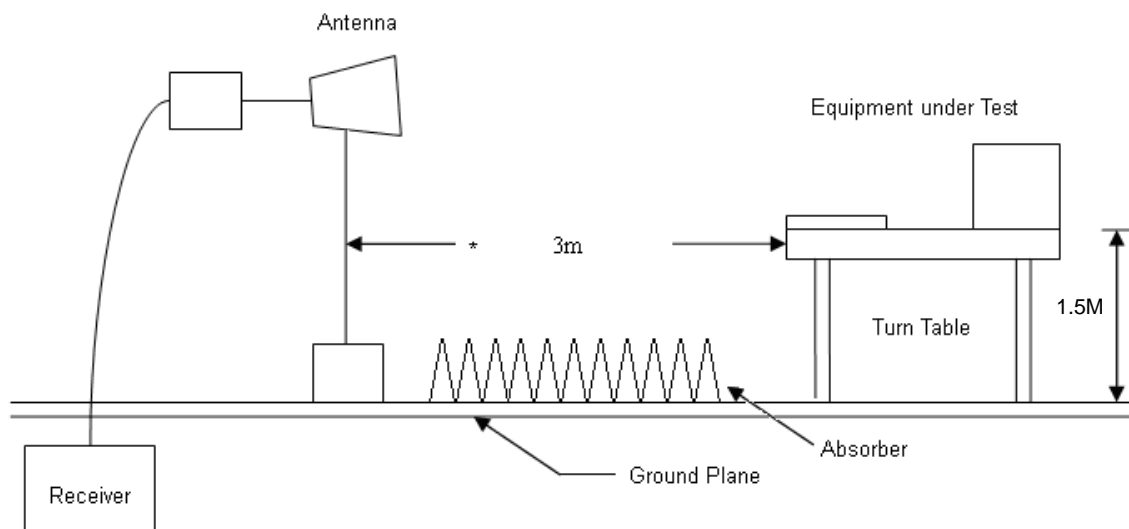 Antenna
Equipment under Test
* 3m
1.5M
Turn Table
Absorber
Ground Plane
Receiver